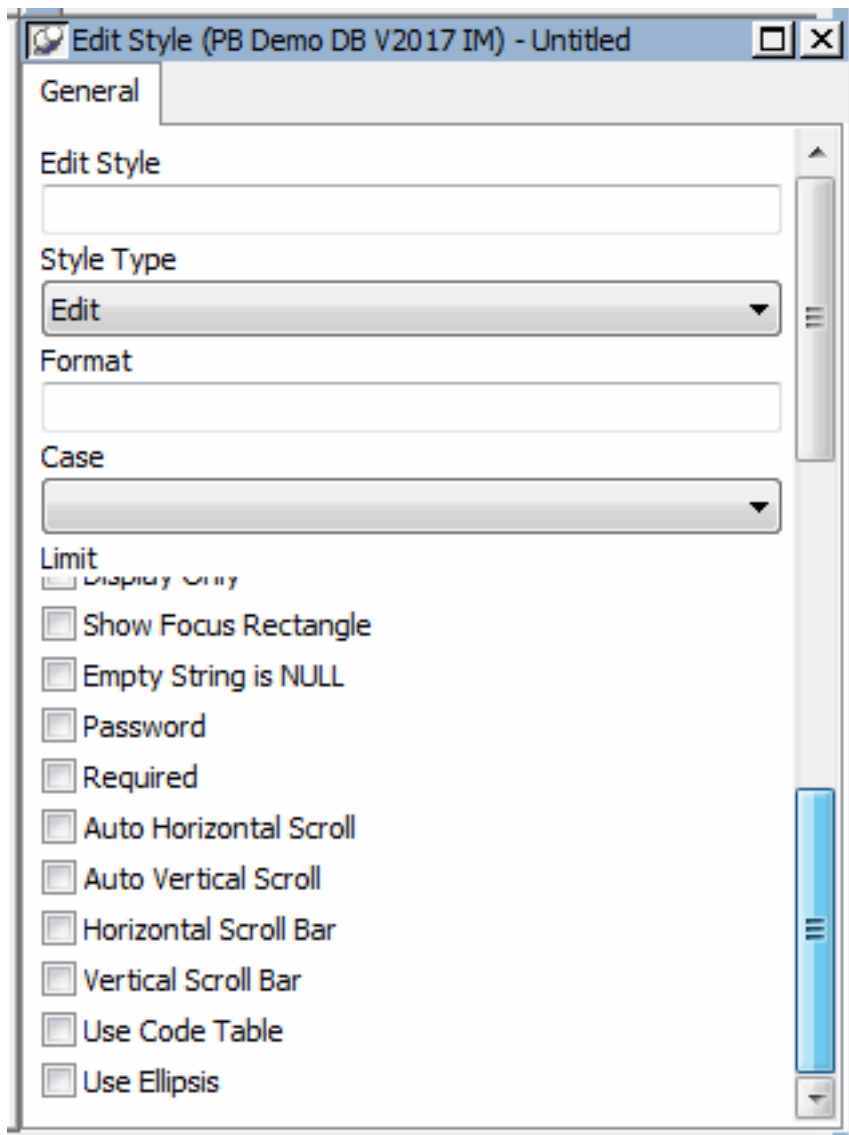 Edit Style (PB Demo DB V2017 IM) - Untitled
General
Edit Style
Style Type
Edit
Format
Case
Limit
Display Only
Show Focus Rectangle
Empty String is NULL
Password
Required
Auto Horizontal Scroll
Auto Vertical Scroll
Horizontal Scroll Bar
Vertical Scroll Bar
Use Code Table
Use Ellipsis